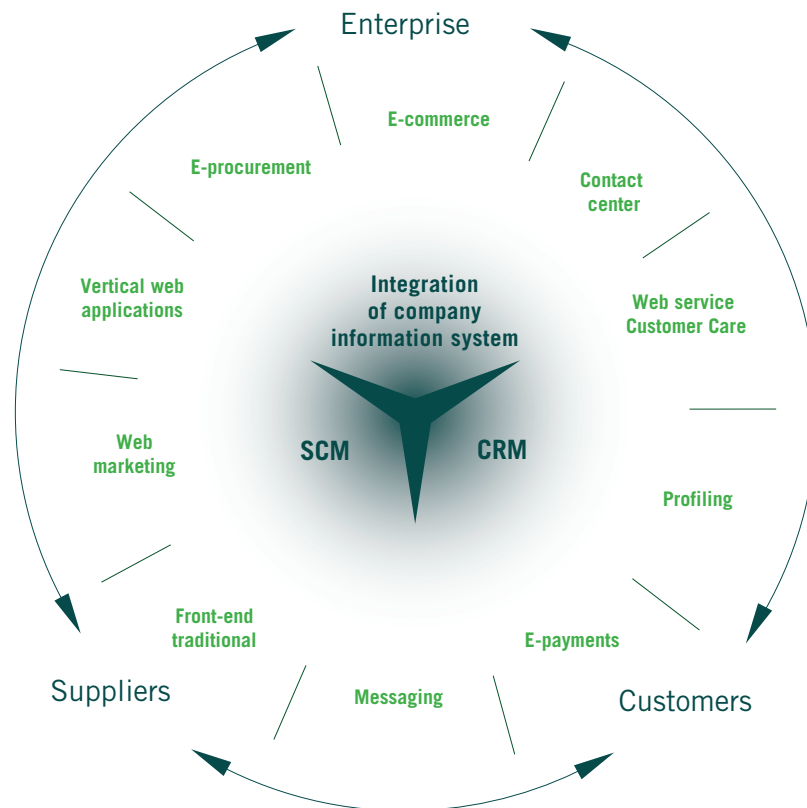 Enterprise
E-commerce
E-procurement
Contact
center
Vertical web
applications
Integration
of company
information system
Web service
Customer Care
Web
marketing
SCM
CRM
Profiling
Front-end
traditional
E-payments
Suppliers
Messaging
Customers